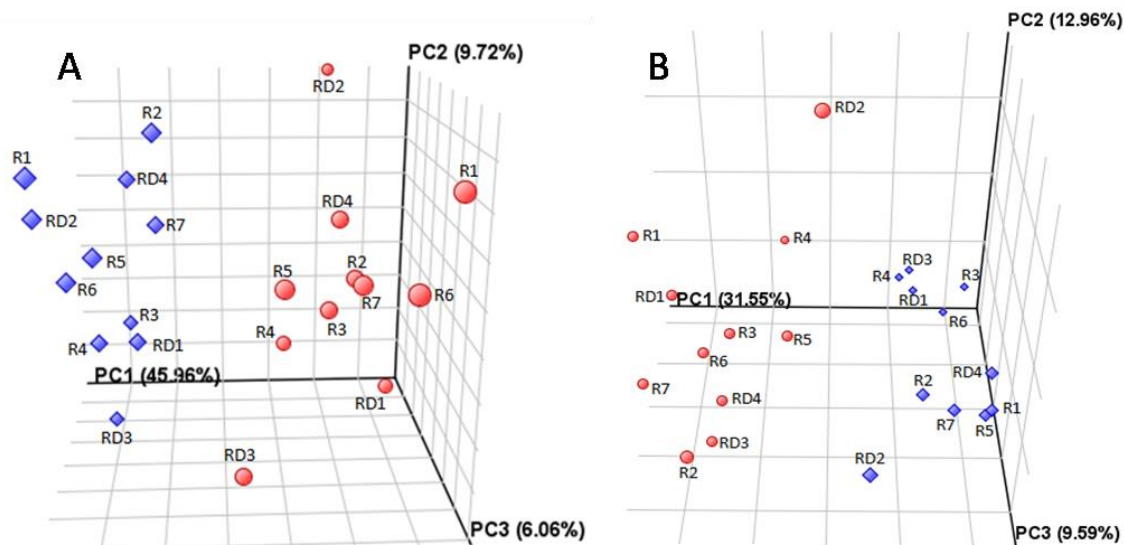 A
PC2 (9.72%)
RD2
R2
R1
R1
RD4
RD4
RD2
R7
R5
R2
R5
R6
R7
R6
R3
R3
R4
RD1
R4
PC1 (45.96%)
RD1
RD3
RD3
PC3 (6.06%)
B
PC2 (12.96%)
RD2
R1
R4
RD3
R4
R3
RD1
PC1 (31.55%)
RD1
R6
R3
R5
R6
RD4
R7
R2
RD4
R1
R7
R5
RD3
RD2
R2
PC3 (9.59%)